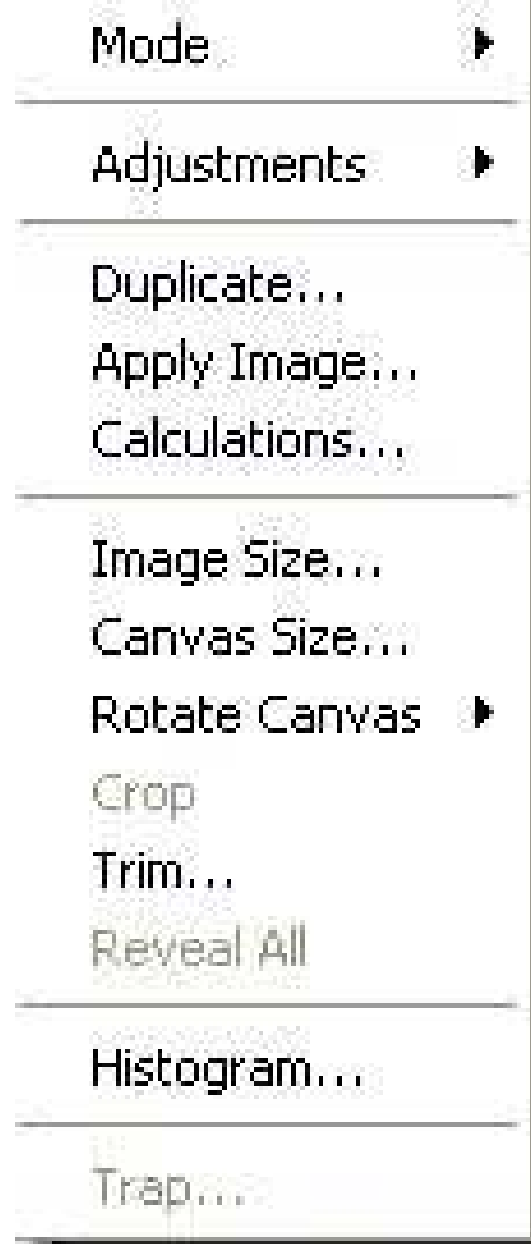 Mode
Adjustments
Duplicate...
Apply Image...
Calculations...
Image Size...
Canvas Size...
Rotate Canvas
Crop
Trim...
Reveal All
Histogram...
Trap...